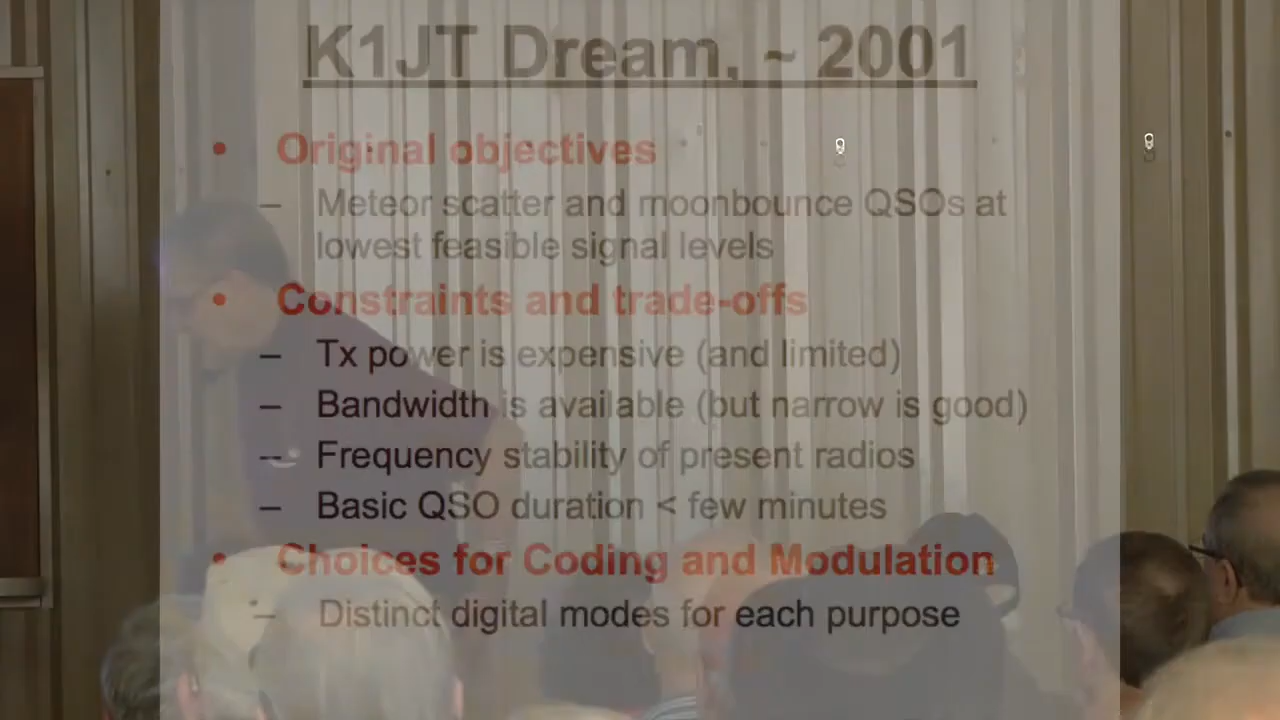 K1JT Dream, ~ 2001
• Original objectives
– Meteor scatter and moonbounce QSOs at
lowest feasible signal levels
• Constraints and trade-offs
– Tx power is expensive (and limited)
– Bandwidth is available (but narrow is good)
– Frequency stability of present radios
– Basic QSO duration < few minutes
• Choices for Coding and Modulation
– Distinct digital modes for each purpose